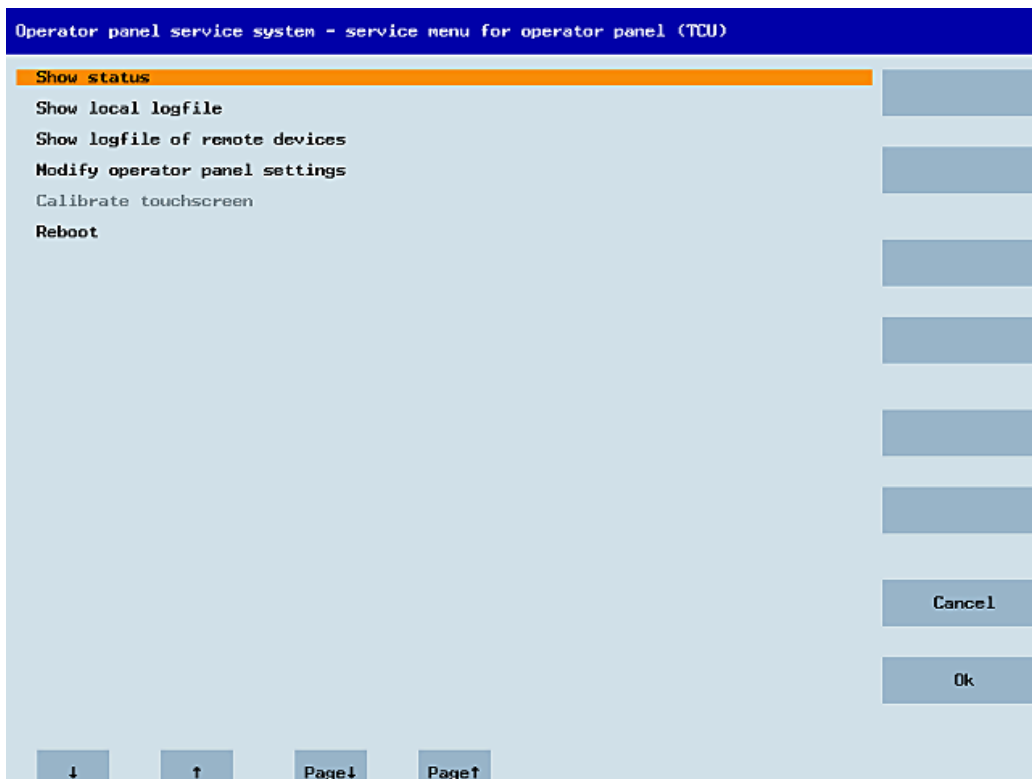 Operator panel service system - service menu for operator panel (TCU)
Show status
Show local logfile
Show logfile of remote devices
Modify operator panel settings
Calibrate touchscreen
Reboot
Cancel
Ok
↓ ↑ Page↓ Page↑